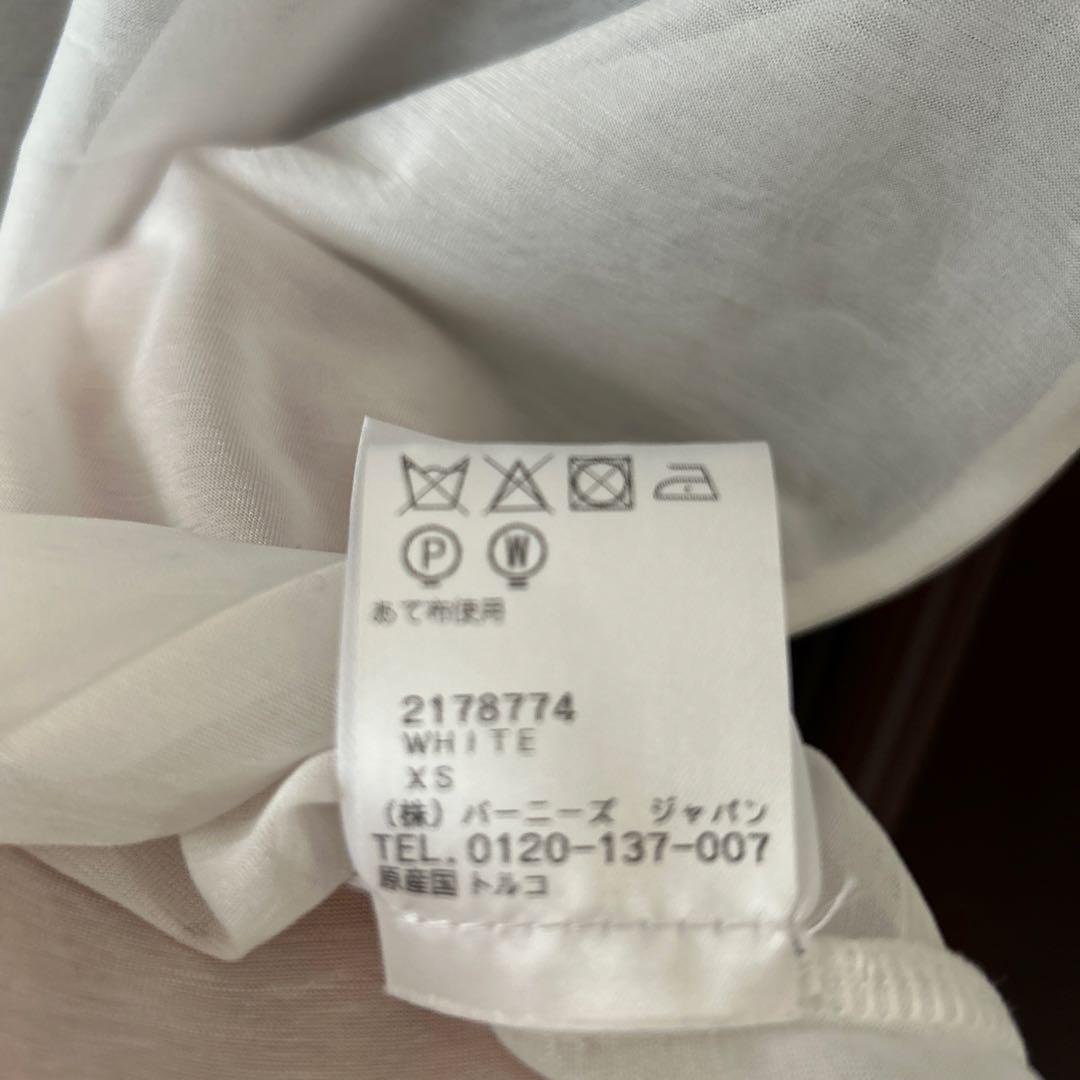 P W
あて布使用
2178774
WHITE
XS
(株) バーニーズ ジャパン
TEL. 0120-137-007
原産国 トルコ